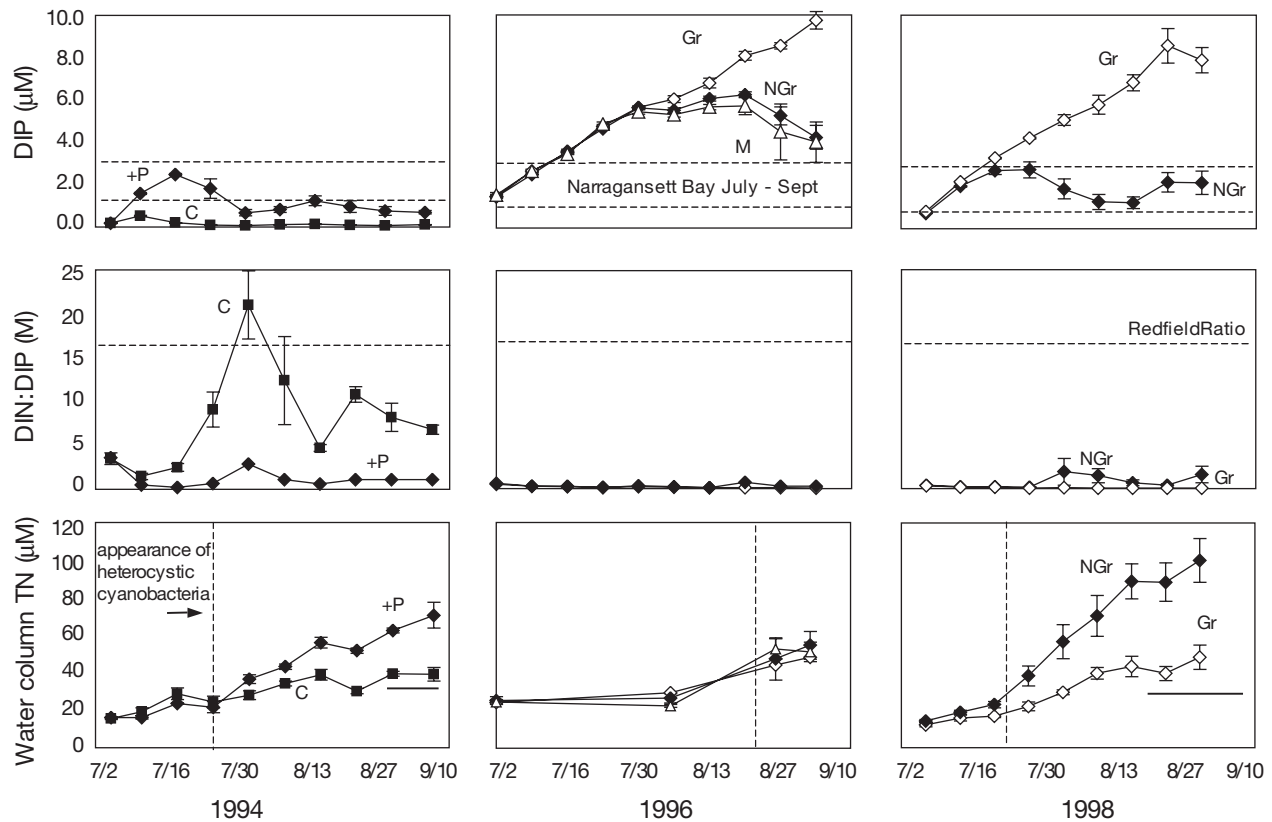 DIP (µM)
10.0
8.0
6.0
4.0
2.0
0.0
+P
C
Gr
NGr
M
Narragansett Bay July - Sept
Gr
NGr
DIN:DIP (M)
25
20
15
10
5
0
C
+P
RedfieldRatio
NGr
Gr
Water column TN (µM)
120
100
80
60
40
20
0
appearance of
heterocystic
cyanobacteria
+P
C
NGr
Gr
7/2 7/16 7/30 8/13 8/27 9/10
7/2 7/16 7/30 8/13 8/27 9/10
7/2 7/16 7/30 8/13 8/27 9/10
1994
1996
1998